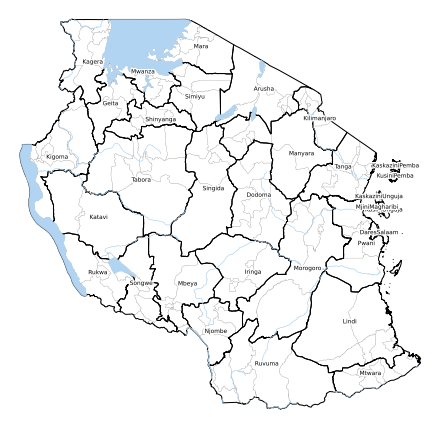 Mara
Kagera
Mwanza
Arusha
Geita
Simiyu
Shinyanga
Kilimanjaro
Kigoma
Manyara
Tanga
KaskaziniPemba
KusiniPemba
Tabora
Singida
Dodoma
KaskaziniUnguja
MjiniMagharibi
Katavi
DaresSalaam
Pwani
Rukwa
Songwe
Mbeya
Iringa
Morogoro
Lindi
Njombe
Ruvuma
Mtwara